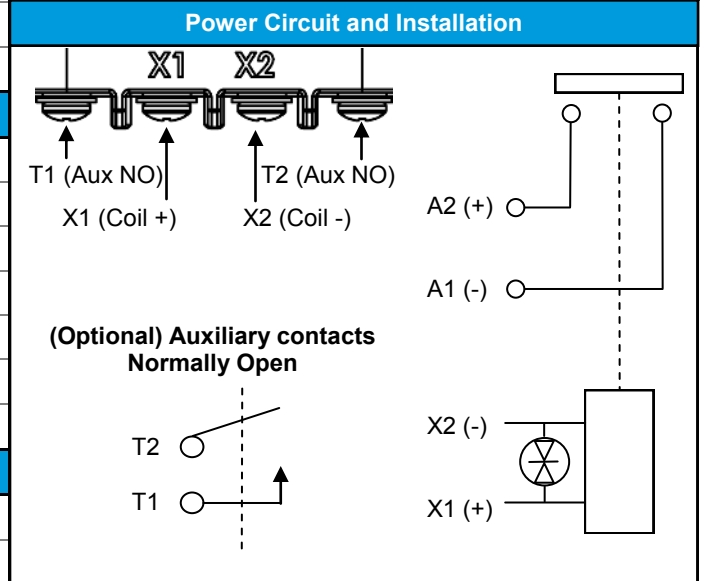 Power Circuit and Installation
X1 X2
T1 (Aux NO) T2 (Aux NO)
X1 (Coil +) X2 (Coil -)
A2 (+)
A1 (-)
(Optional) Auxiliary contacts
Normally Open
T2
T1
X2 (-)
X1 (+)